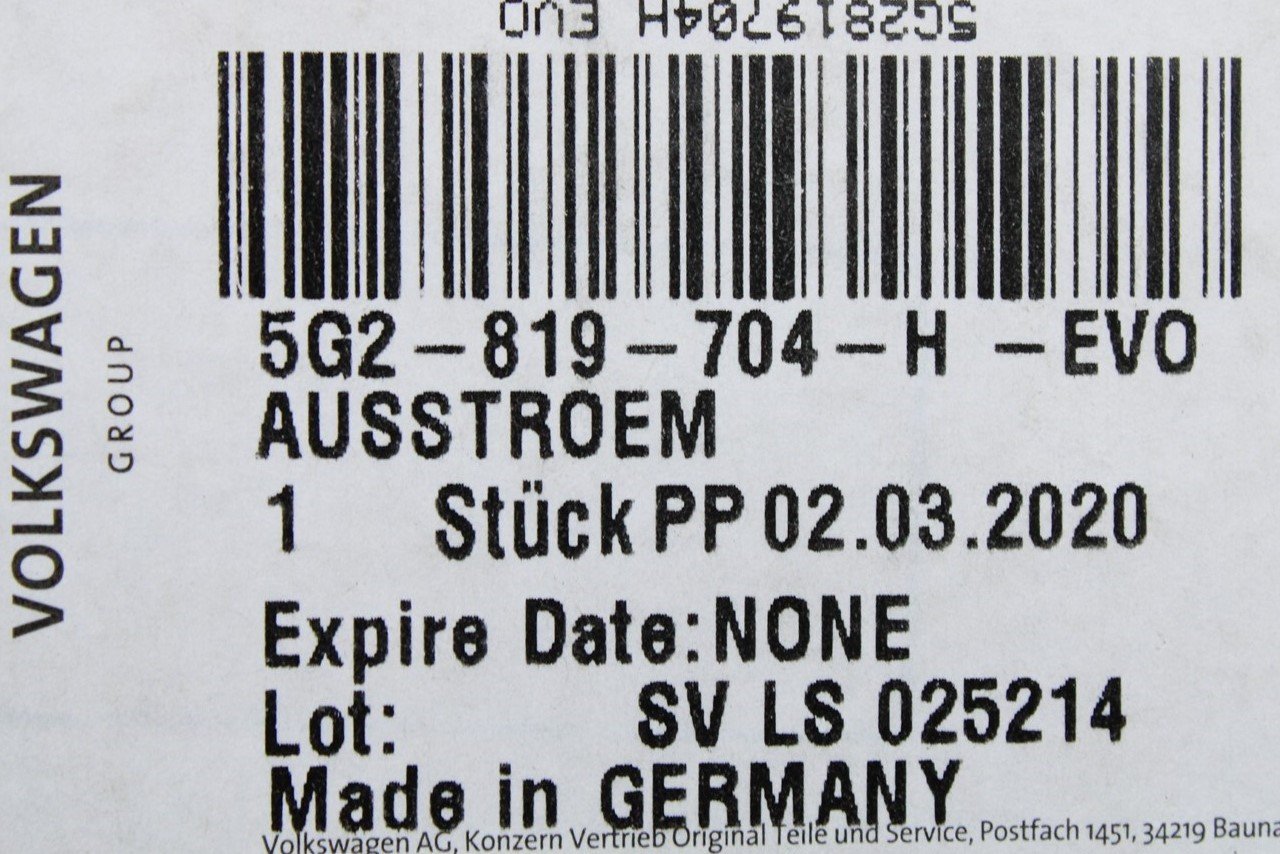 5G2819704H EVO
VOLKSWAGEN
GROUP
5G2-819-704-H -EVO
AUSSTROEM
1 Stück PP 02.03.2020
Expire Date:NONE
Lot: SV LS 025214
Made in GERMANY
Volkswagen AG, Konzern Vertrieb Original Teile und Service, Postfach 1451, 34219 Bauna